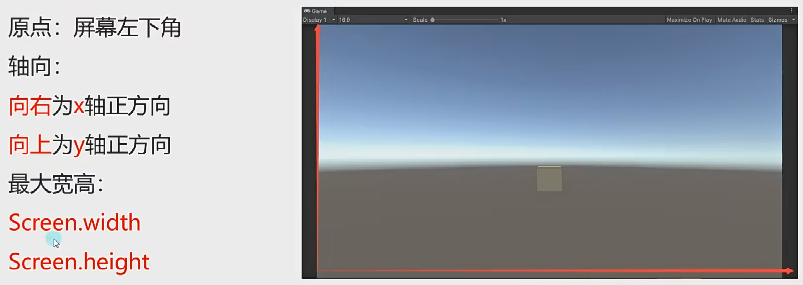 原点：屏幕左下角
轴向：
向右为x轴正方向
向上为y轴正方向
最大宽高：
Screen.width
Screen.height
Game
Display 1 16:9 Scale 1x Maximize On Play Mute Audio Stats Gizmos